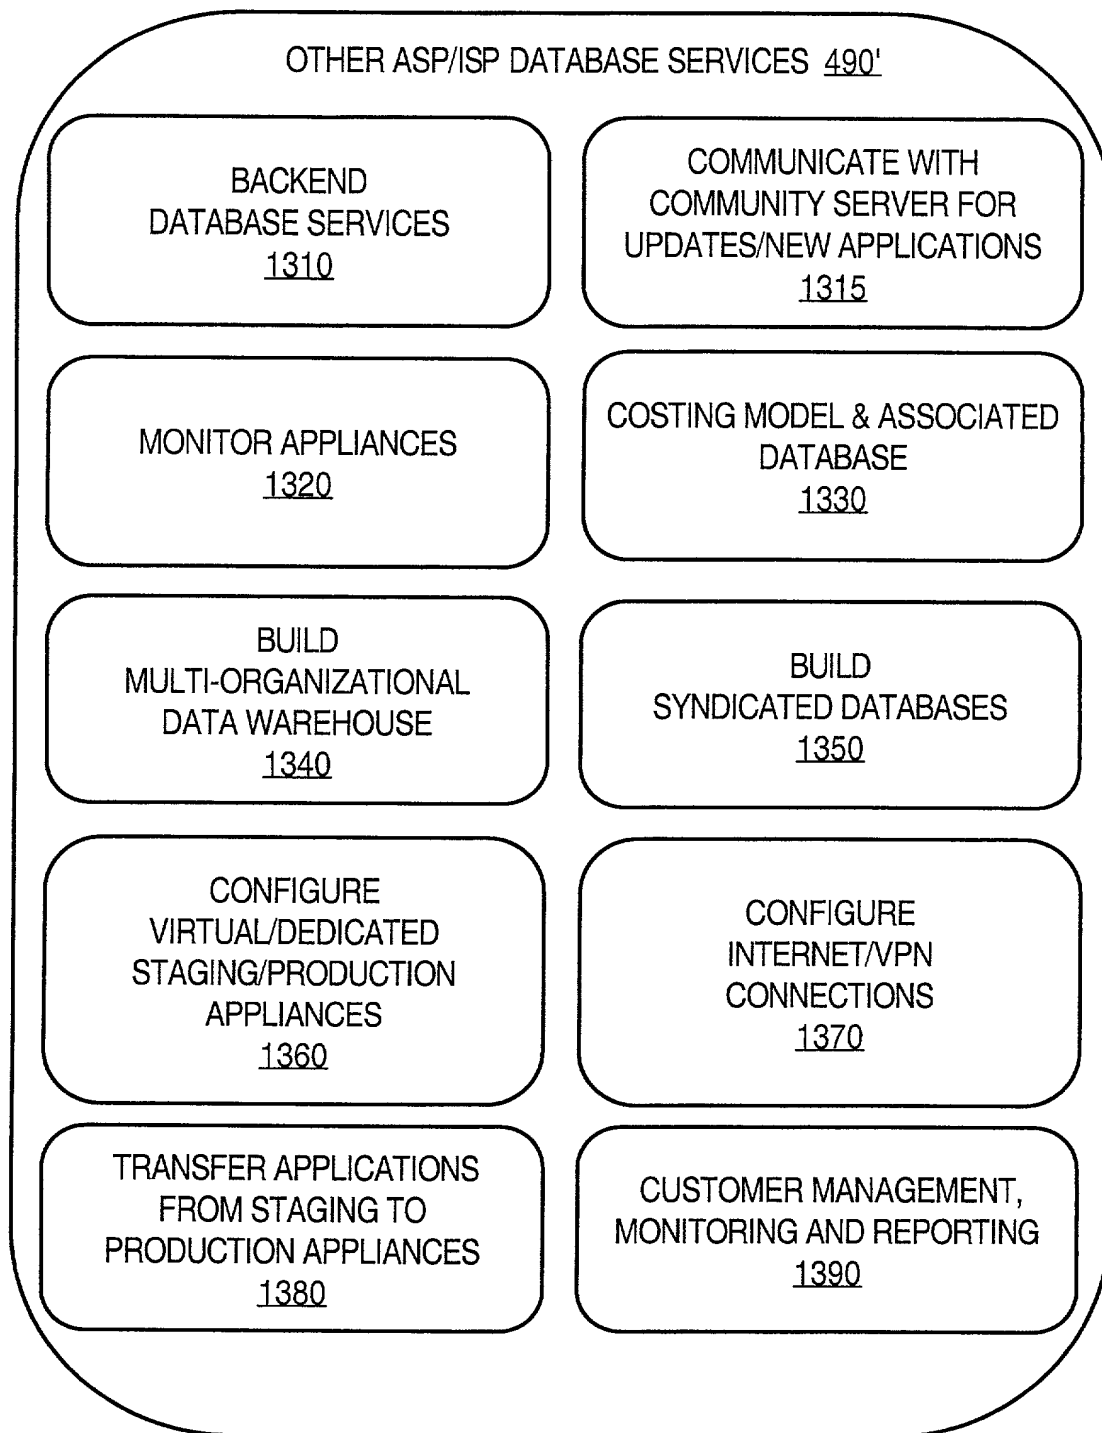 OTHER ASP/ISP DATABASE SERVICES 490'
BACKEND
DATABASE SERVICES
1310
COMMUNICATE WITH
COMMUNITY SERVER FOR
UPDATES/NEW APPLICATIONS
1315
MONITOR APPLIANCES
1320
COSTING MODEL & ASSOCIATED
DATABASE
1330
BUILD
MULTI-ORGANIZATIONAL
DATA WAREHOUSE
1340
BUILD
SYNDICATED DATABASES
1350
CONFIGURE
VIRTUAL/DEDICATED
STAGING/PRODUCTION
APPLIANCES
1360
CONFIGURE
INTERNET/VPN
CONNECTIONS
1370
TRANSFER APPLICATIONS
FROM STAGING TO
PRODUCTION APPLIANCES
1380
CUSTOMER MANAGEMENT,
MONITORING AND REPORTING
1390